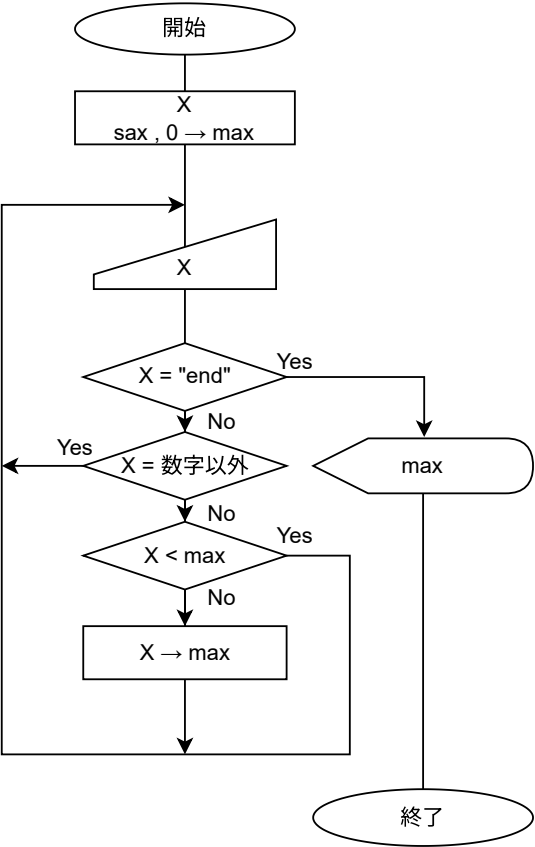 開始
X
sax , 0 → max
X
X = "end"
Yes
No
X = 数字以外
Yes
max
No
X < max
Yes
No
X → max
終了